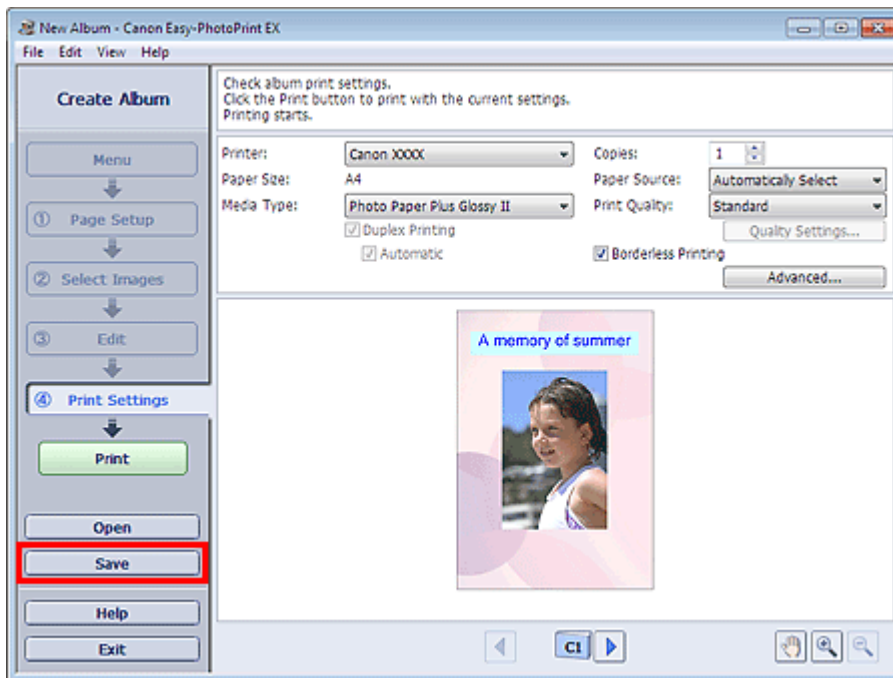 New Album - Canon Easy-PhotoPrint EX
File Edit View Help
Create Album
Menu
① Page Setup
② Select Images
③ Edit
④ Print Settings
Print
Open
Save
Help
Exit
Check album print settings.
Click the Print button to print with the current settings.
Printing starts.
Printer: Canon XXXX Copies: 1
Paper Size: A4 Paper Source: Automatically Select
Media Type: Photo Paper Plus Glossy II Print Quality: Standard
Duplex Printing Quality Settings...
Automatic Borderless Printing
Advanced...
A memory of summer
C1